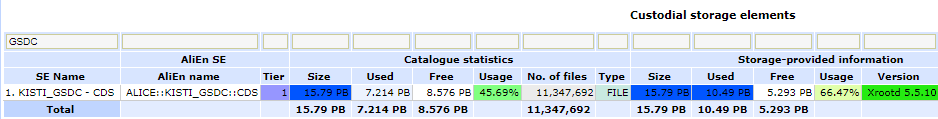 Custodial storage elements
GSDC
AliEn SE Catalogue statistics Storage-provided information
SE Name AliEn name Tier Size Used Free Usage No. of files Type Size Used Free Usage Version
1. KISTI_GSDC - CDS ALICE::KISTI_GSDC::CDS 1 15.79 PB 7.214 PB 8.576 PB 45.69% 11,347,692 FILE 15.79 PB 10.49 PB 5.293 PB 66.47% Xrootd 5.5.10
Total 15.79 PB 7.214 PB 8.576 PB 11,347,692 15.79 PB 10.49 PB 5.293 PB